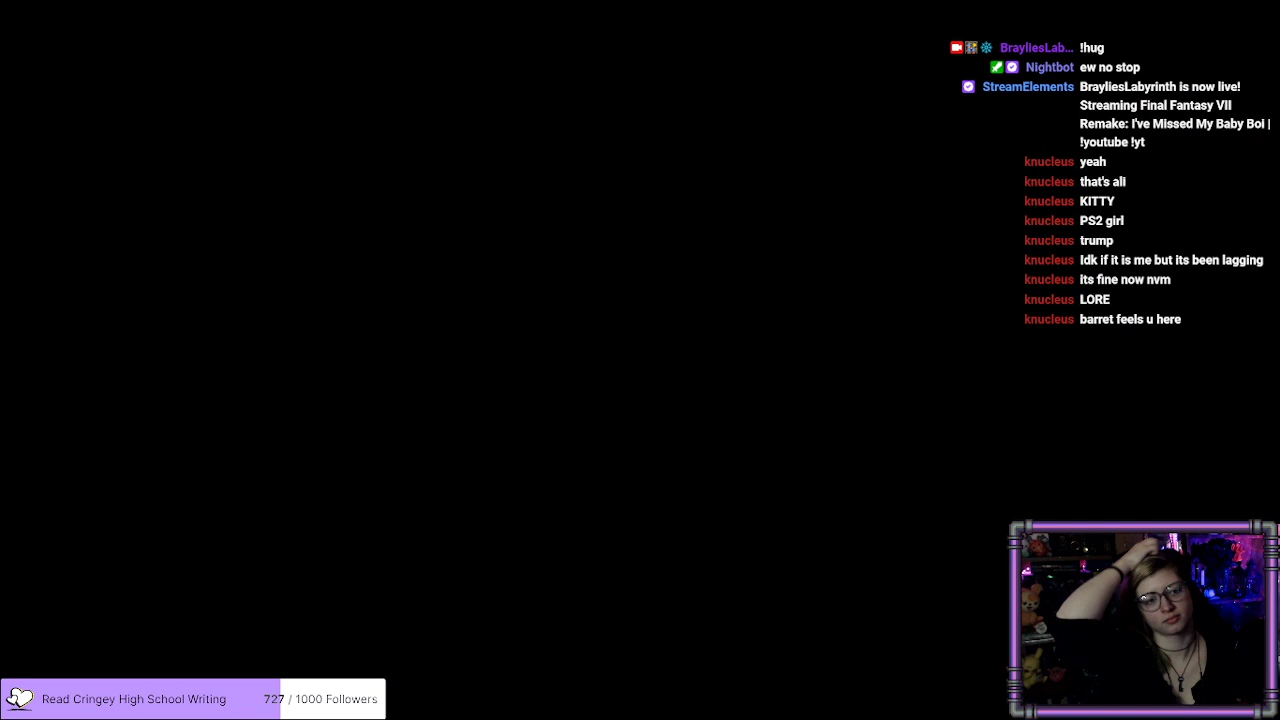 BrayliesLab... !hug
Nightbot ew no stop
StreamElements BrayliesLabyrinth is now live!
Streaming Final Fantasy VII
Remake: I've Missed My Baby Boi |
!youtube !yt
knucleus yeah
knucleus that's ali
knucleus KITTY
knucleus PS2 girl
knucleus trump
knucleus Idk if it is me but its been lagging
knucleus its fine now nvm
knucleus LORE
knucleus barret feels u here
Read Cringey High School Writing 727 / 1000 Followers